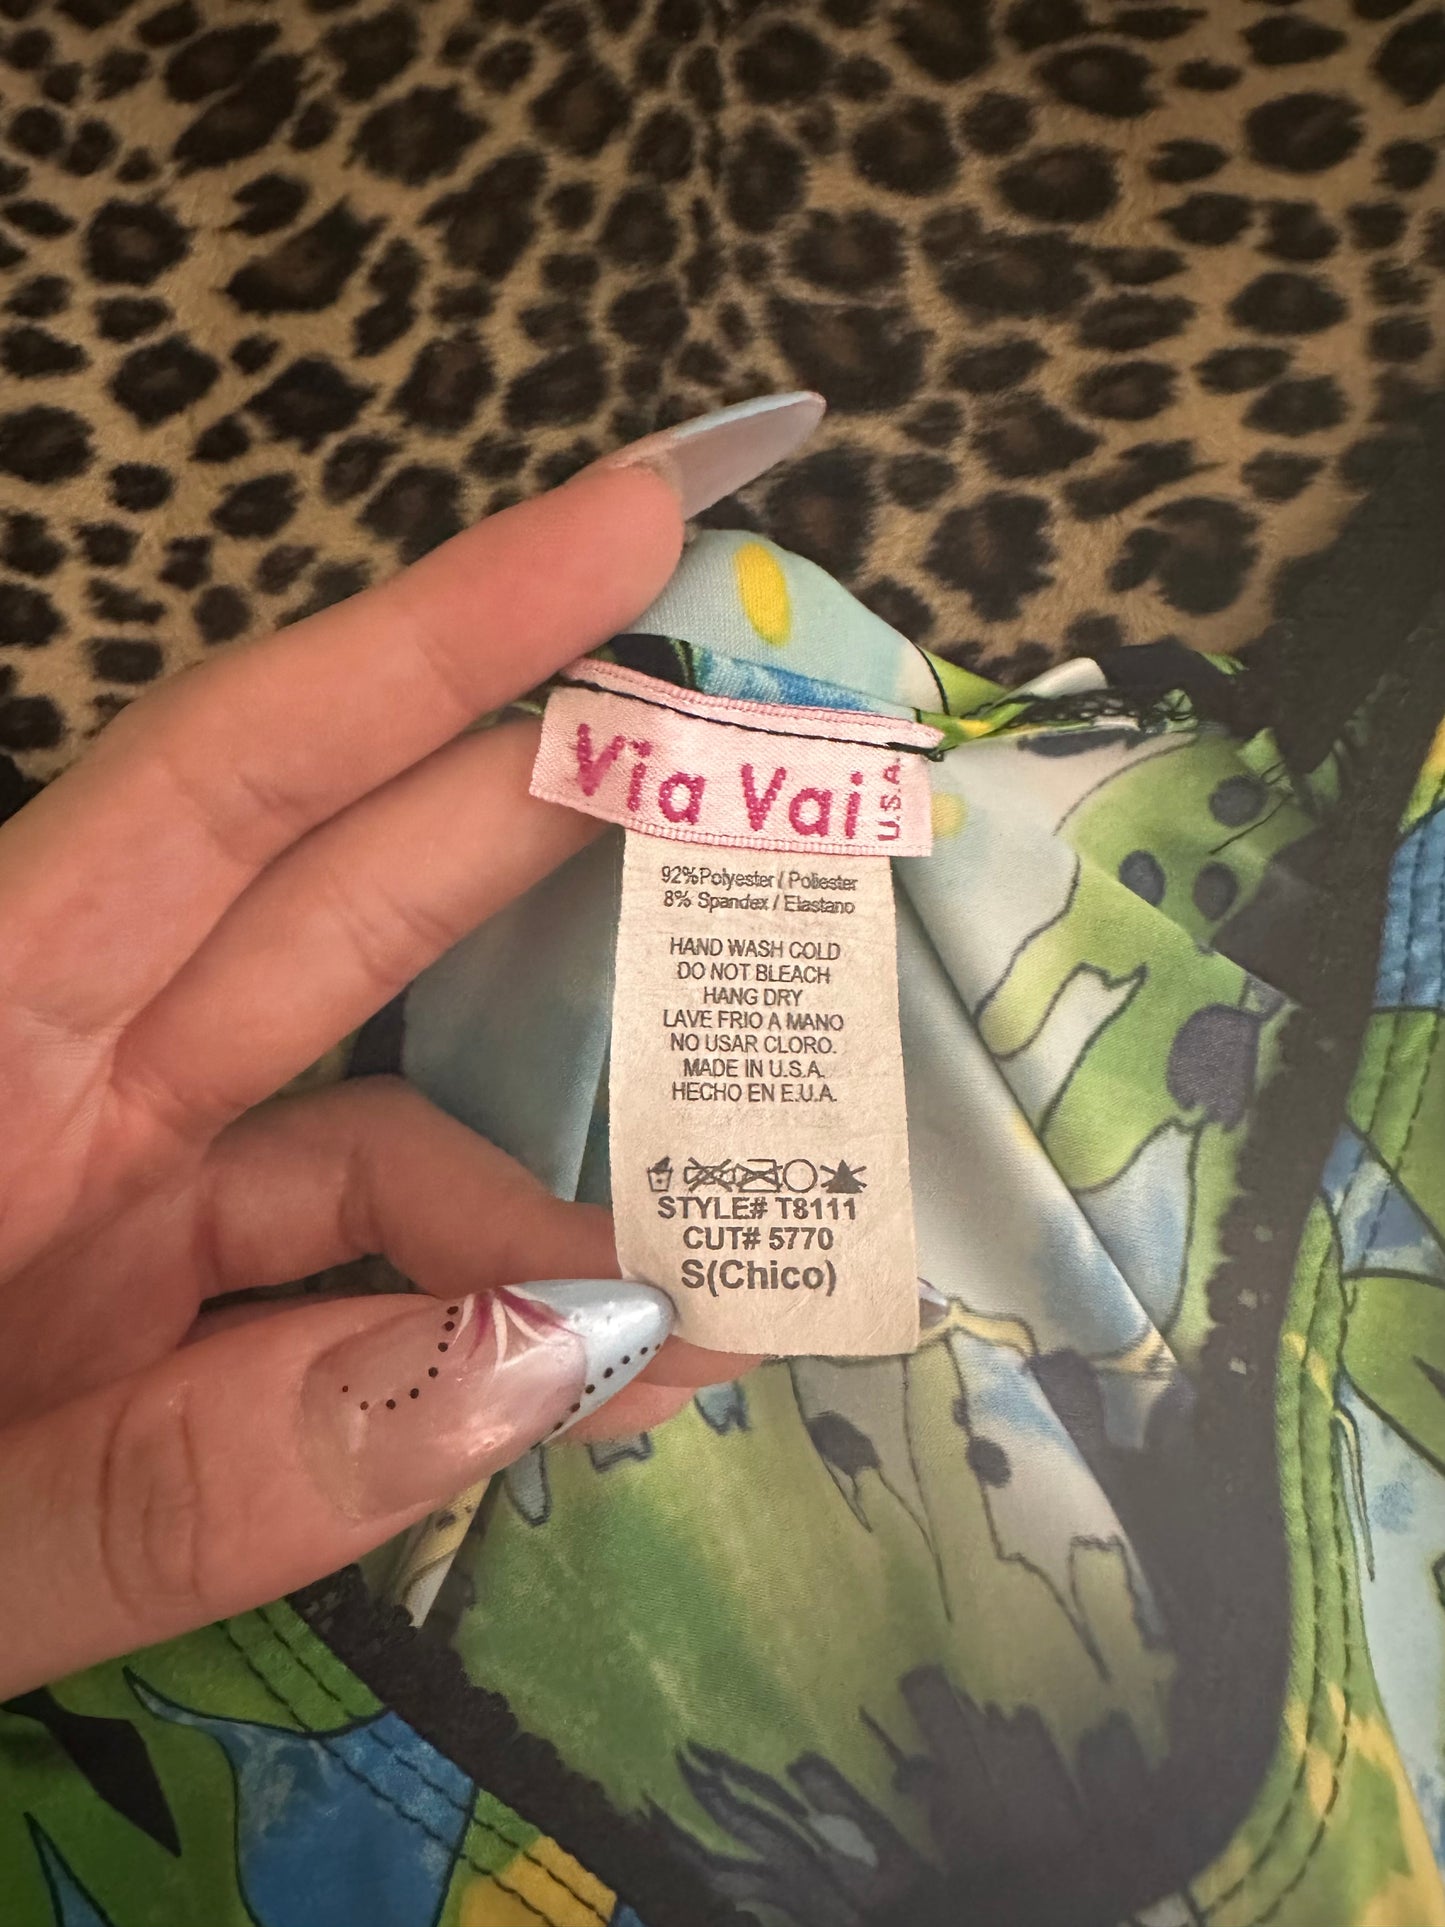 Via Vai U.S.A.
92%Polyester / Poliester
8% Spandex / Elastano
HAND WASH COLD
DO NOT BLEACH
HANG DRY
LAVE FRIO A MANO
NO USAR CLORO.
MADE IN U.S.A.
HECHO EN E.U.A.
STYLE# T8111
CUT# 5770
S(Chico)